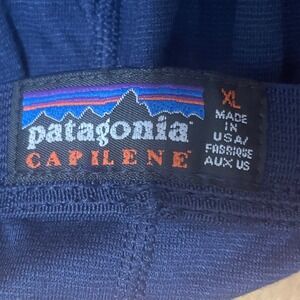 patagonia
CAPILENE
XL
MADE
IN
USA/
FABRIQUE
AUX US